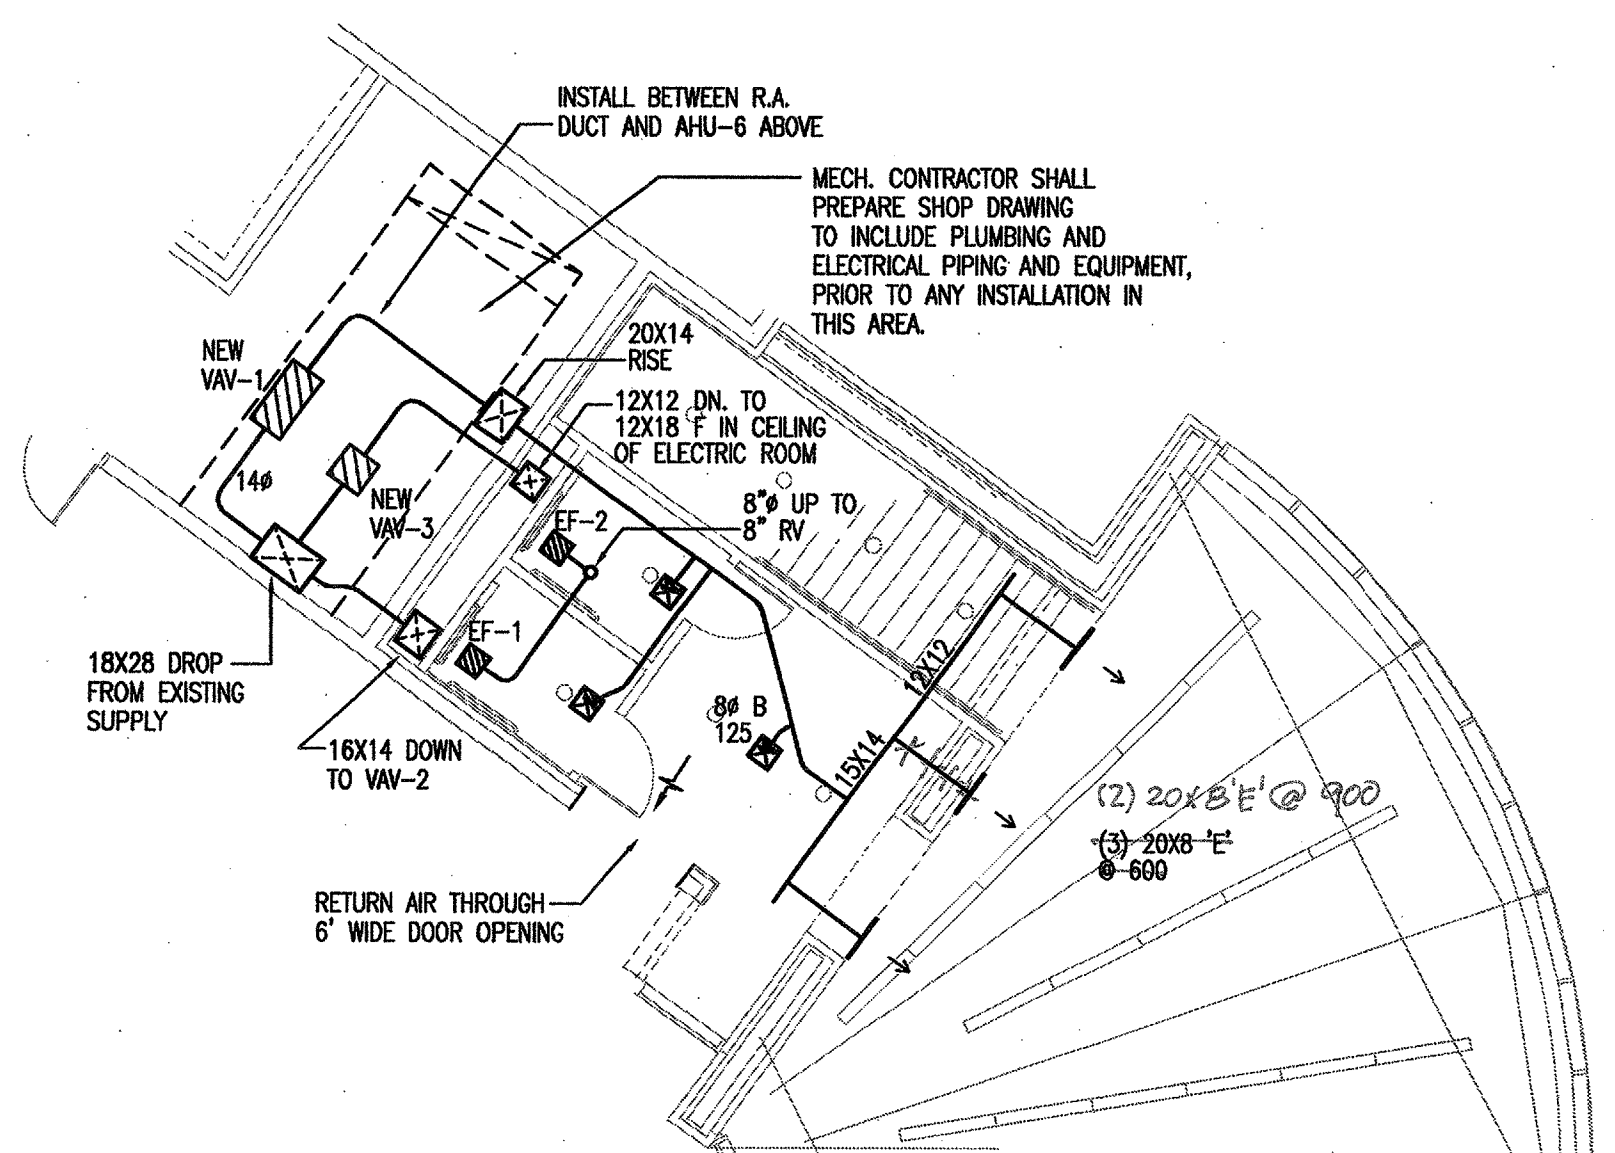 INSTALL BETWEEN R.A.
DUCT AND AHU-6 ABOVE
MECH. CONTRACTOR SHALL
PREPARE SHOP DRAWING
TO INCLUDE PLUMBING AND
ELECTRICAL PIPING AND EQUIPMENT,
PRIOR TO ANY INSTALLATION IN
THIS AREA.
NEW
VAV-1
20X14
RISE
12X12 DN. TO
12X18 F IN CEILING
OF ELECTRIC ROOM
14ø
NEW
VAV-3
EF-2
8"ø UP TO
8" RV
EF-1
18X28 DROP
FROM EXISTING
SUPPLY
16X14 DOWN
TO VAV-2
8ø B
125
12X12
15X14
(2) 20X8 'E' @ 900
(3) 20X8 'E'
@ 600
RETURN AIR THROUGH
6' WIDE DOOR OPENING